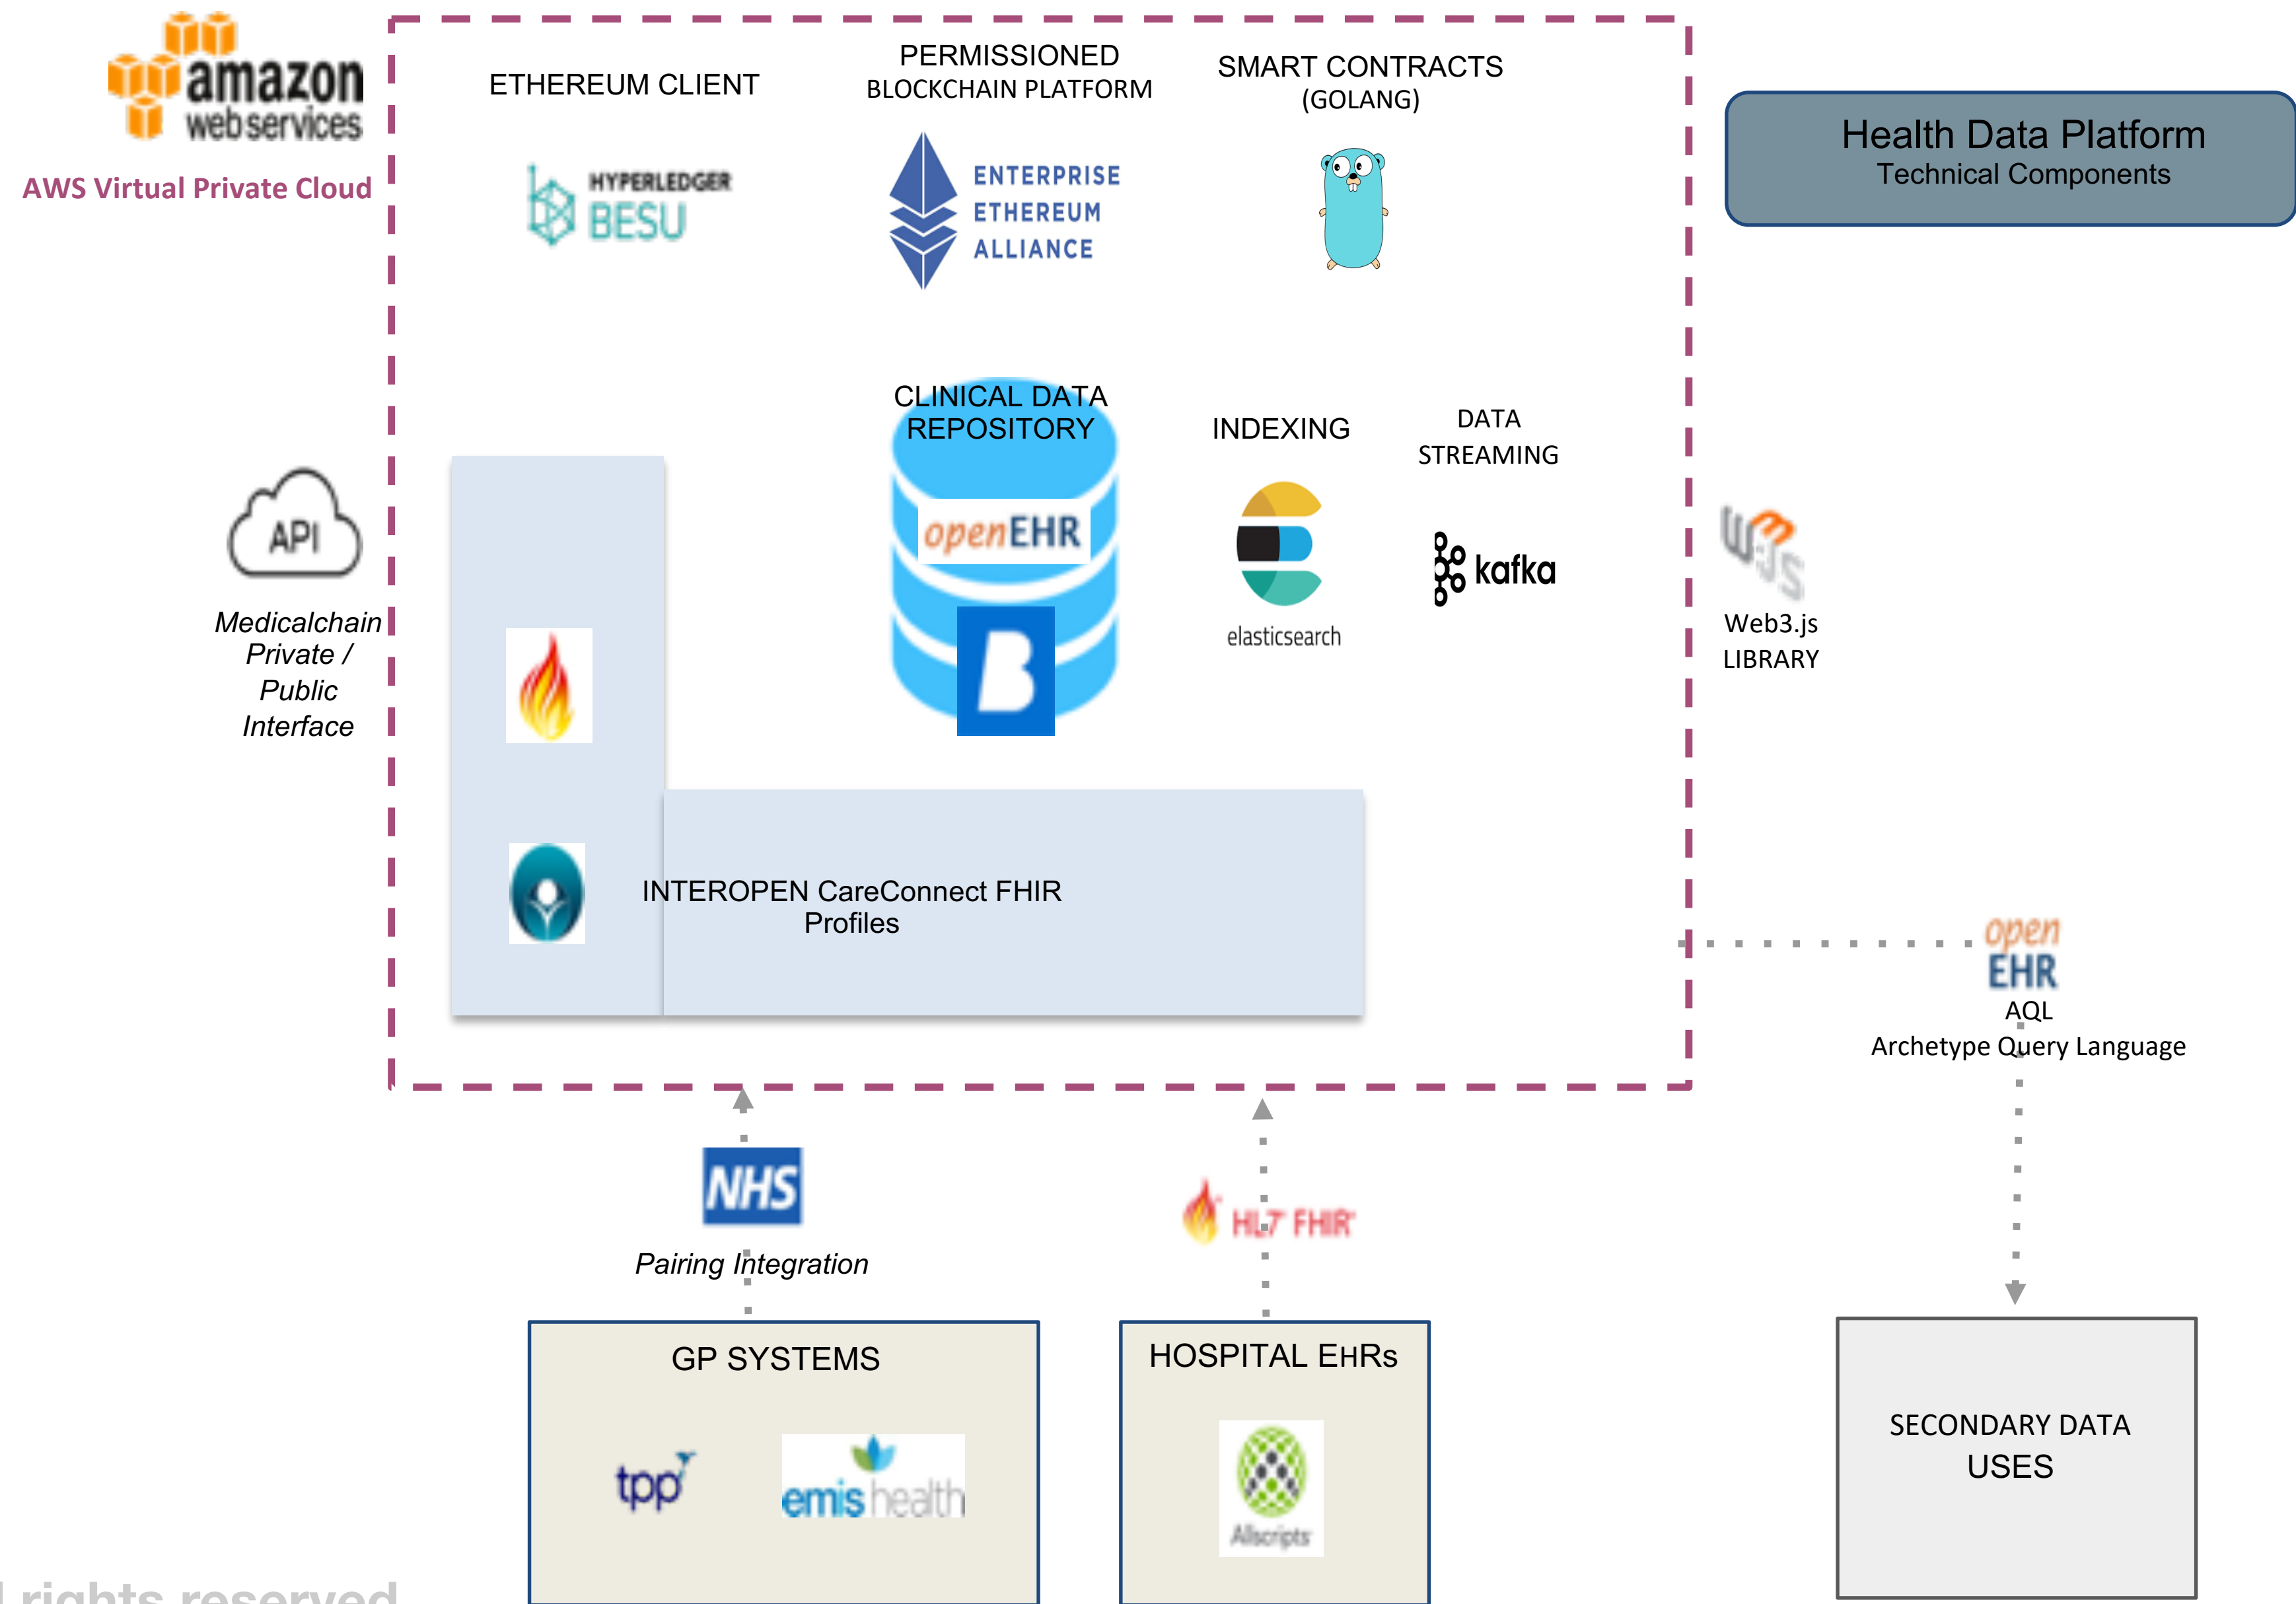 amazon
web services
AWS Virtual Private Cloud
ETHEREUM CLIENT
HYPERLEDGER
BESU
PERMISSIONED
BLOCKCHAIN PLATFORM
ENTERPRISE
ETHEREUM
ALLIANCE
SMART CONTRACTS
(GOLANG)
Health Data Platform
Technical Components
API
Medicalchain
Private /
Public
Interface
CLINICAL DATA
REPOSITORY
openEHR
B
INDEXING
elasticsearch
DATA
STREAMING
kafka
W3JS
Web3.js
LIBRARY
INTEROPEN CareConnect FHIR
Profiles
open
EHR
AQL
Archetype Query Language
NHS
Pairing Integration
HL7 FHIR
GP SYSTEMS
tpp
emis health
HOSPITAL EHRs
Allscripts
SECONDARY DATA
USES
rights reserved